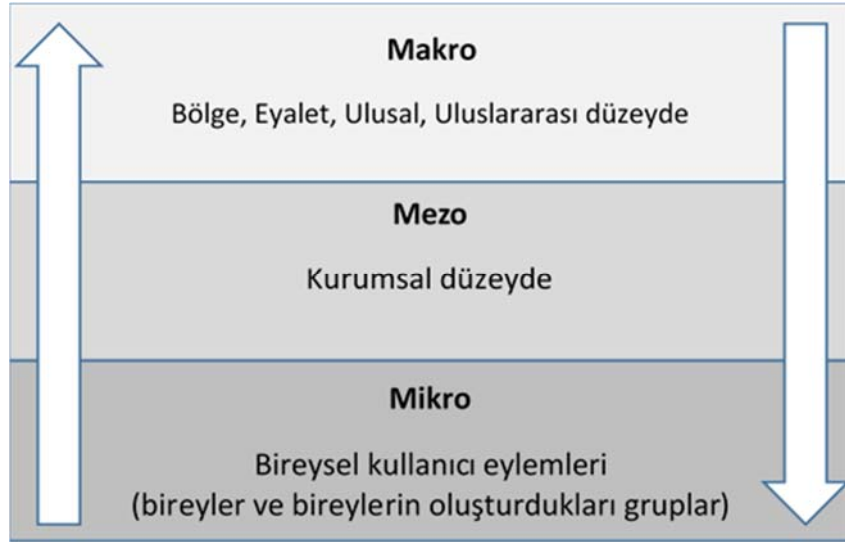 Makro
Bölge, Eyalet, Ulusal, Uluslararası düzeyde
Mezo
Kurumsal düzeyde
Mikro
Bireysel kullanıcı eylemleri
(bireyler ve bireylerin oluşturdukları gruplar)